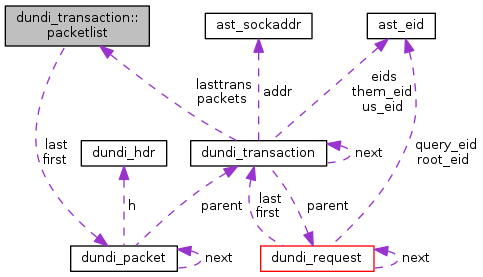 dundi_transaction::
packetlist
ast_sockaddr
ast_eid
lasttrans
packets
addr
eids
them_eid
us_eid
last
first
dundi_hdr
dundi_transaction
next
query_eid
root_eid
h
parent
last
first
parent
dundi_packet
next
dundi_request
next